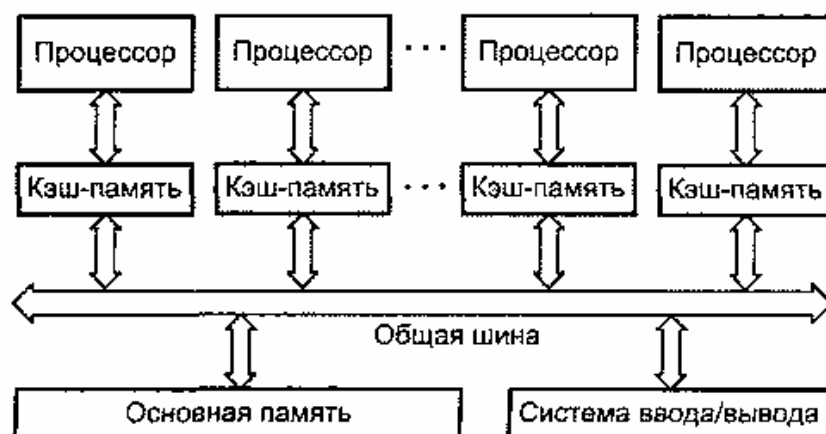 Процессор Процессор ... Процессор Процессор
Кэш-память Кэш-память ... Кэш-память Кэш-память
Общая шина
Основная память Система ввода/вывода